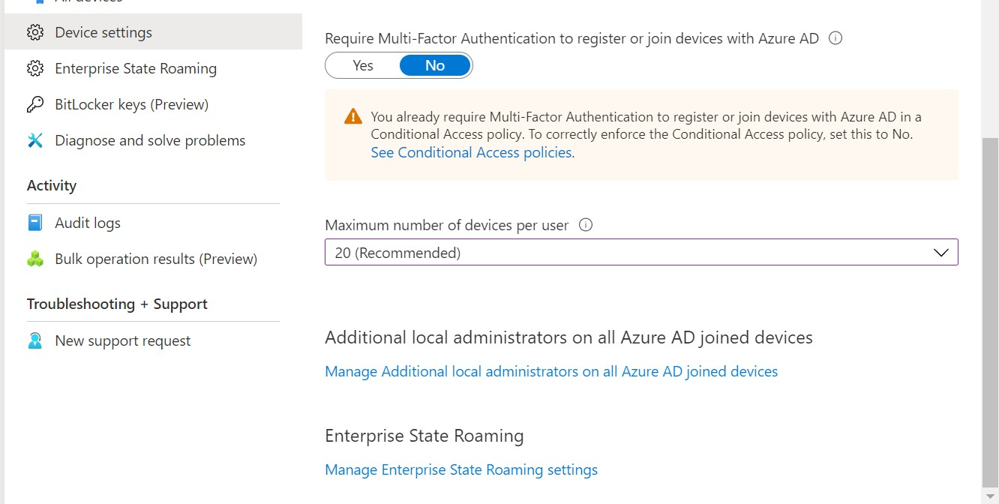 All devices
Device settings
Enterprise State Roaming
BitLocker keys (Preview)
Diagnose and solve problems
Activity
Audit logs
Bulk operation results (Preview)
Troubleshooting + Support
New support request
Require Multi-Factor Authentication to register or join devices with Azure AD
Yes No
You already require Multi-Factor Authentication to register or join devices with Azure AD in a
Conditional Access policy. To correctly enforce the Conditional Access policy, set this to No.
See Conditional Access policies.
Maximum number of devices per user
20 (Recommended)
Additional local administrators on all Azure AD joined devices
Manage Additional local administrators on all Azure AD joined devices
Enterprise State Roaming
Manage Enterprise State Roaming settings